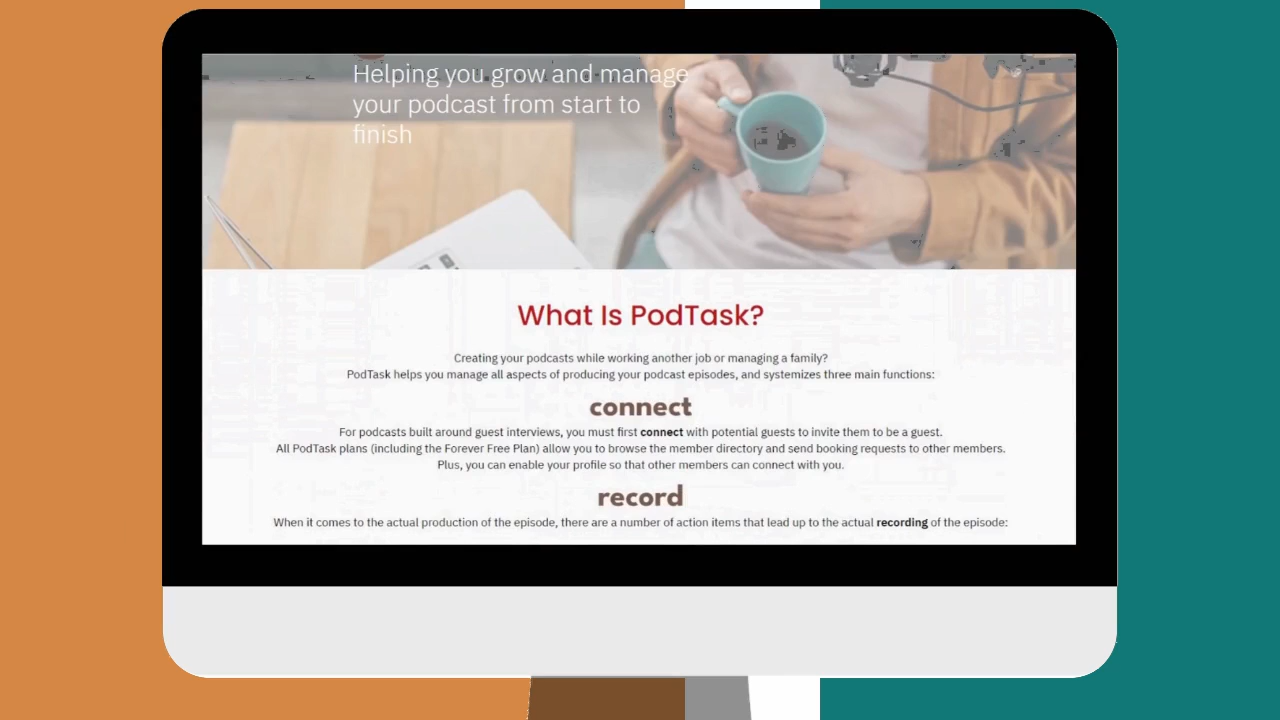 Helping you grow and manage
your podcast from start to
finish
What Is PodTask?
Creating your podcasts while working another job or managing a family?
PodTask helps you manage all aspects of producing your podcast episodes, and systemizes three main functions:
connect
For podcasts built around guest interviews, you must first connect with potential guests to invite them to be a guest.
All PodTask plans (including the Forever Free Plan) allow you to browse the member directory and send booking requests to other members.
Plus, you can enable your profile so that other members can connect with you.
record
When it comes to the actual production of the episode, there are a number of action items that lead up to the actual recording of the episode: